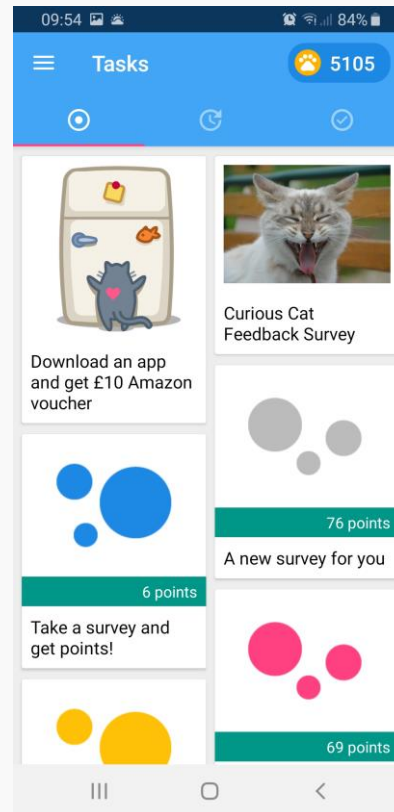 09:54
84%
Tasks
5105
Download an app
and get £10 Amazon
voucher
Curious Cat
Feedback Survey
6 points
Take a survey and
get points!
76 points
A new survey for you
69 points